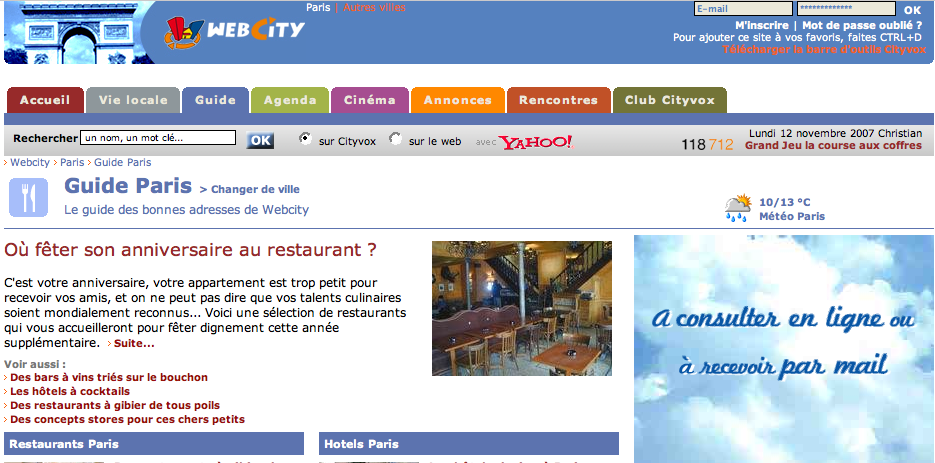 Paris | Autres villes
WEBCITY
E-mail
************* OK
M'inscrire | Mot de passe oublié ?
Pour ajouter ce site à vos favoris, faites CTRL+D
Télécharger la barre d'outils Cityvox
Accueil Vie locale Guide Agenda Cinéma Annonces Rencontres Club Cityvox
Rechercher un nom, un mot clé... OK sur Cityvox sur le web avec YAHOO!
118 712
Lundi 12 novembre 2007 Christian
Grand Jeu la course aux coffres
Webcity Paris Guide Paris
Guide Paris > Changer de ville
Le guide des bonnes adresses de Webcity
10/13 °C
Météo Paris
Où fêter son anniversaire au restaurant ?
C'est votre anniversaire, votre appartement est trop petit pour
recevoir vos amis, et on ne peut pas dire que vos talents culinaires
soient mondialement reconnus... Voici une sélection de restaurants
qui vous accueilleront pour fêter dignement cette année
supplémentaire. > Suite...
Voir aussi :
> Des bars à vins triés sur le bouchon
> Les hôtels à cocktails
> Des restaurants à gibier de tous poils
> Des concepts stores pour ces chers petits
A consulter en ligne ou
à recevoir par mail
Restaurants Paris
Hotels Paris